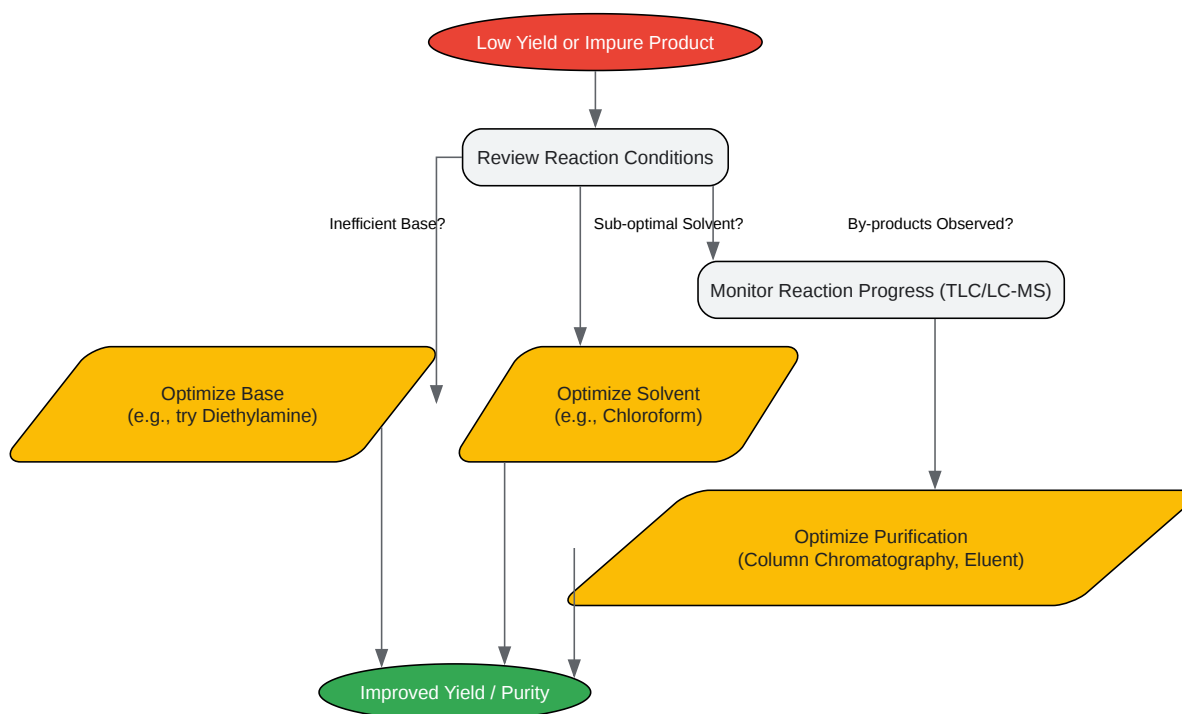 Low Yield or Impure Product
Review Reaction Conditions
Inefficient Base?
Sub-optimal Solvent?
By-products Observed?
Monitor Reaction Progress (TLC/LC-MS)
Optimize Base
(e.g., try Diethylamine)
Optimize Solvent
(e.g., Chloroform)
Optimize Purification
(Column Chromatography, Eluent)
Improved Yield / Purity